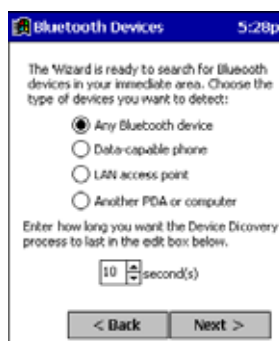 Bluetooth Devices 5:28p
The Wizard is ready to search for Blueooth
devices in your immediate area. Choose the
type of devices you want to detect:
Any Bluetooth device
Data-capable phone
LAN access point
Another PDA or computer
Enter how long you want the Device Dicovery
process to last in the edit box below.
10 second(s)
< Back Next >